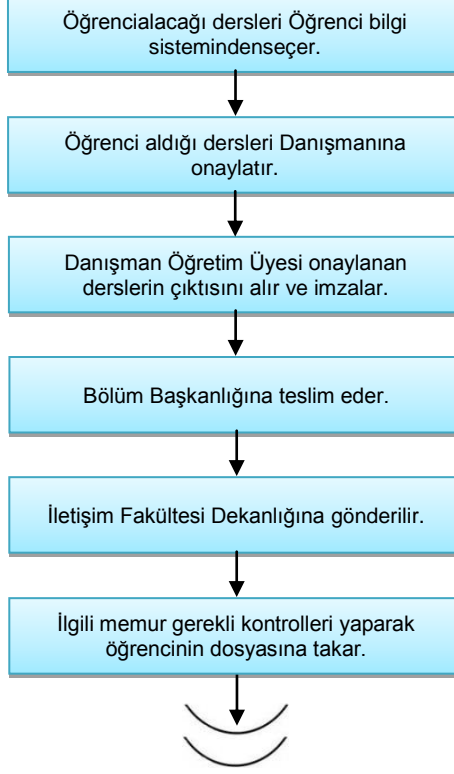 Öğrencialacağı dersleri Öğrenci bilgi
sistemindenseçer.
Öğrenci aldığı dersleri Danışmanına
onaylatır.
Danışman Öğretim Üyesi onaylanan
derslerin çıktısını alır ve imzalar.
Bölüm Başkanlığına teslim eder.
İletişim Fakültesi Dekanlığına gönderilir.
İlgili memur gerekli kontrolleri yaparak
öğrencinin dosyasına takar.